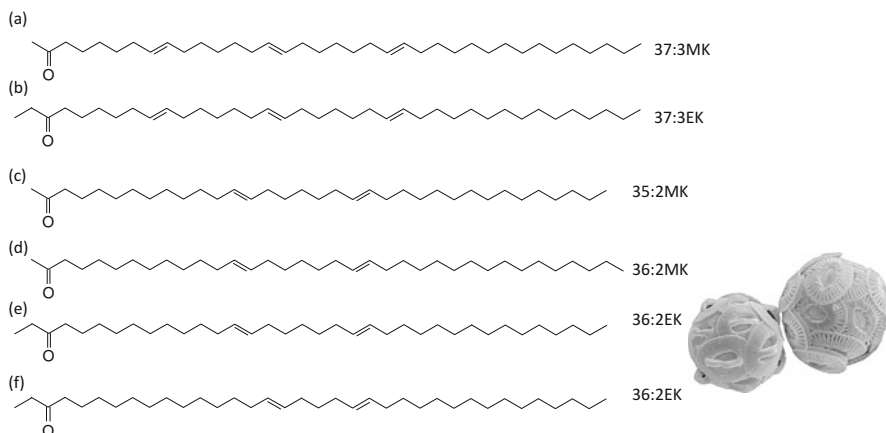 (a)
O
37:3MK
(b)
O
37:3EK
(c)
O
35:2MK
(d)
O
36:2MK
(e)
O
36:2EK
(f)
O
36:2EK